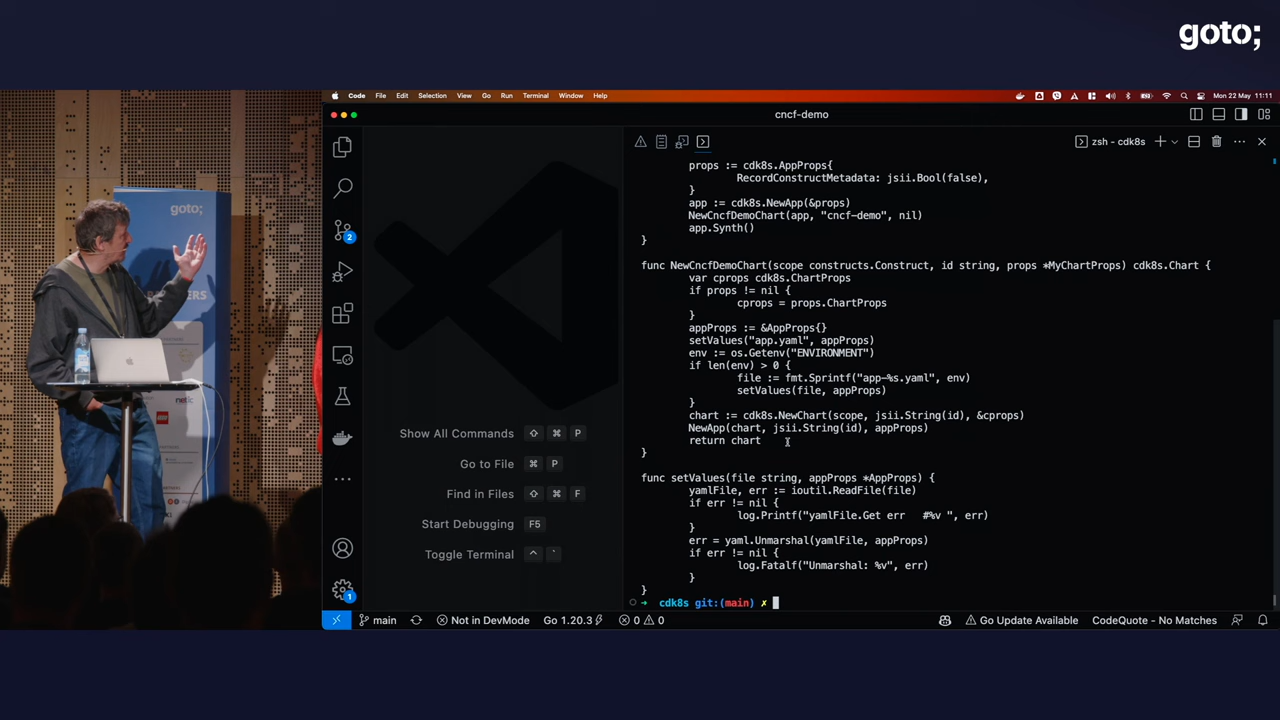 goto;
Code File Edit Selection View Go Run Terminal Window Help
Mon 22 May 11:11
cncf-demo
zsh - cdk8s
goto;
props := cdk8s.AppProps{
RecordConstructMetadata: jsii.Bool(false),
}
app := cdk8s.NewApp(&props)
NewCncfDemoChart(app, "cncf-demo", nil)
app.Synth()
}
func NewCncfDemoChart(scope constructs.Construct, id string, props *MyChartProps) cdk8s.Chart {
var cprops cdk8s.ChartProps
if props != nil {
cprops = props.ChartProps
}
appProps := &AppProps{}
setValues("app.yaml", appProps)
env := os.Getenv("ENVIRONMENT")
if len(env) > 0 {
file := fmt.Sprintf("app-%s.yaml", env)
setValues(file, appProps)
}
chart := cdk8s.NewChart(scope, jsii.String(id), &cprops)
NewApp(chart, jsii.String(id), appProps)
return chart
}
func setValues(file string, appProps *AppProps) {
yamlFile, err := ioutil.ReadFile(file)
if err != nil {
log.Printf("yamlFile.Get err   #%v ", err)
}
err = yaml.Unmarshal(yamlFile, appProps)
if err != nil {
log.Fatalf("Unmarshal: %v", err)
}
}
→ cdk8s git:(main) ✗
2
Show All Commands ⇧ ⌘ P
Go to File ⌘ P
Find in Files ⇧ ⌘ F
Start Debugging F5
Toggle Terminal ^ `
1
main Not in DevMode Go 1.20.3 0 0 Go Update Available CodeQuote - No Matches